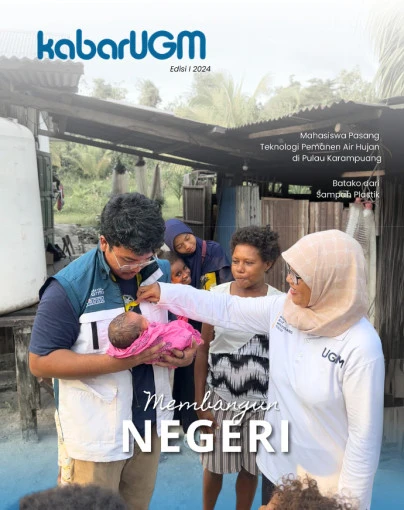 kabarUGM
Edisi I 2024
Mahasiswa Pasang
Teknologi Pemanen Air Hujan
di Pulau Karampuang
Batako dari
Sampah Plastik
UGM
Membangun
NEGERI